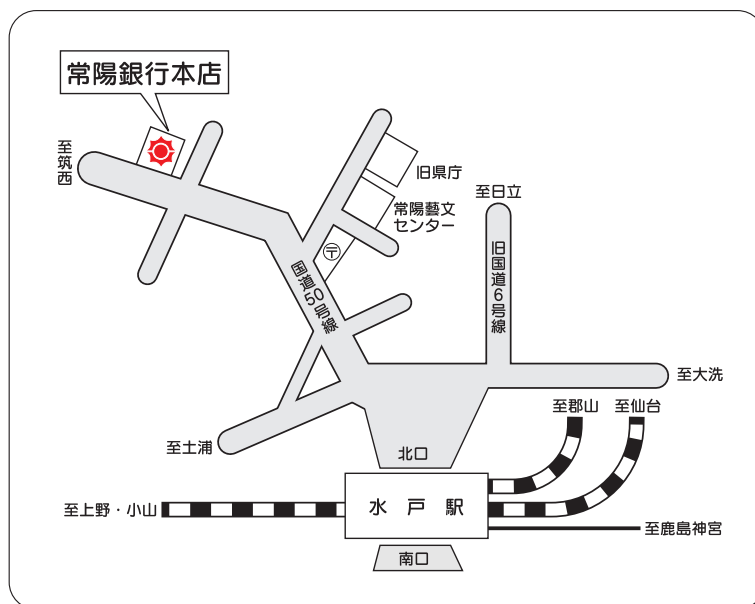 常陽銀行本店
至筑西
旧県庁
至日立
常陽藝文
センター
〒
国道50号線
旧国道6号線
至大洗
至郡山
至仙台
至土浦
北口
至上野・小山
水戸駅
至鹿島神宮
南口